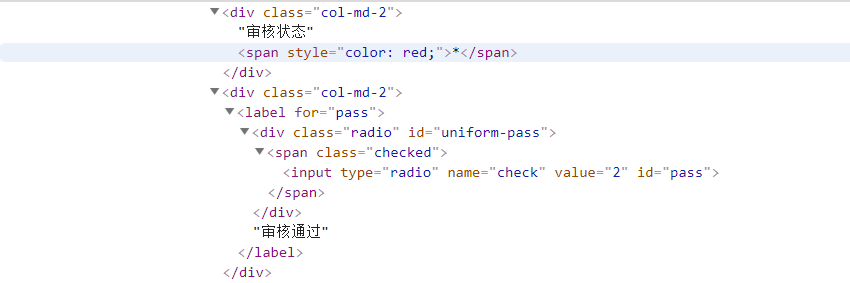 ▼<div class="col-md-2">
"审核状态"
<span style="color: red;">*</span>
</div>
▼<div class="col-md-2">
▼<label for="pass">
▼<div class="radio" id="uniform-pass">
▼<span class="checked">
<input type="radio" name="check" value="2" id="pass">
</span>
</div>
"审核通过"
</label>
</div>